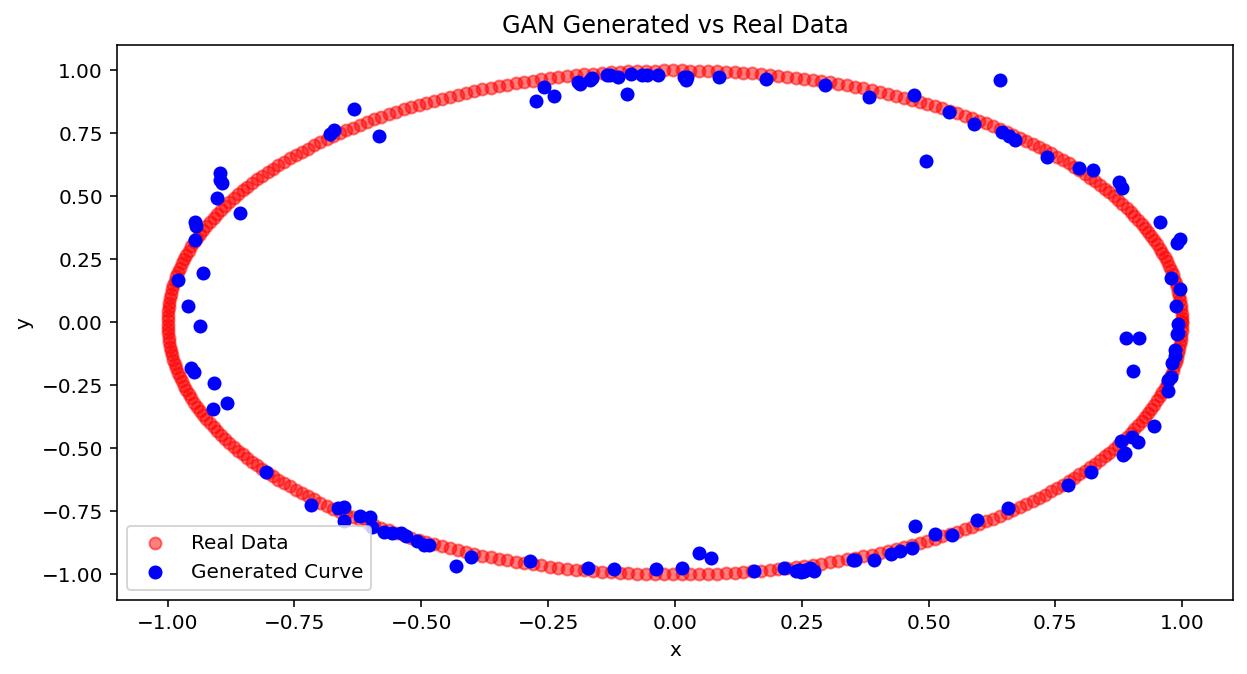 GAN Generated vs Real Data
1.00
0.75
0.50
0.25
0.00
−0.25
−0.50
−0.75
−1.00
y
Real Data
Generated Curve
−1.00 −0.75 −0.50 −0.25 0.00 0.25 0.50 0.75 1.00
x